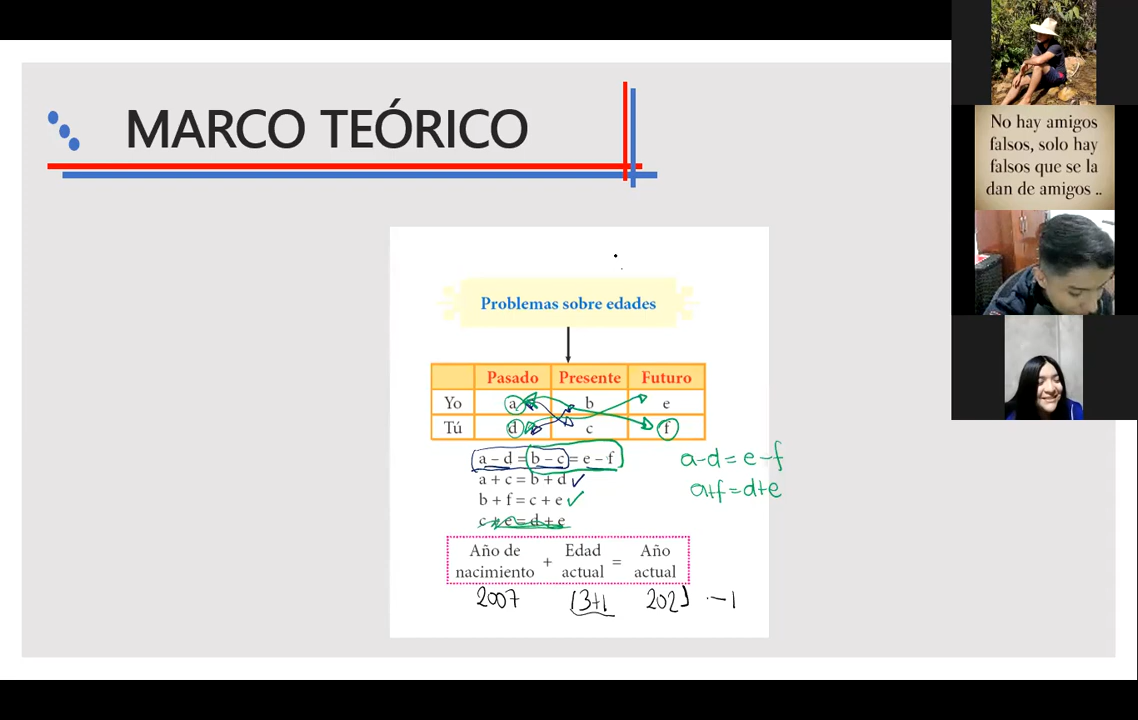 MARCO TEÓRICO
No hay amigos
falsos, solo hay
falsos que se la
dan de amigos ..
Problemas sobre edades
Pasado Presente Futuro
Yo a b e
Tú d c f
a – d = b – c = e – f
a + c = b + d
b + f = c + e
a-d = e-f
a+f = d+e
Año de nacimiento + Edad actual = Año actual
2007 13+1 2021 -1